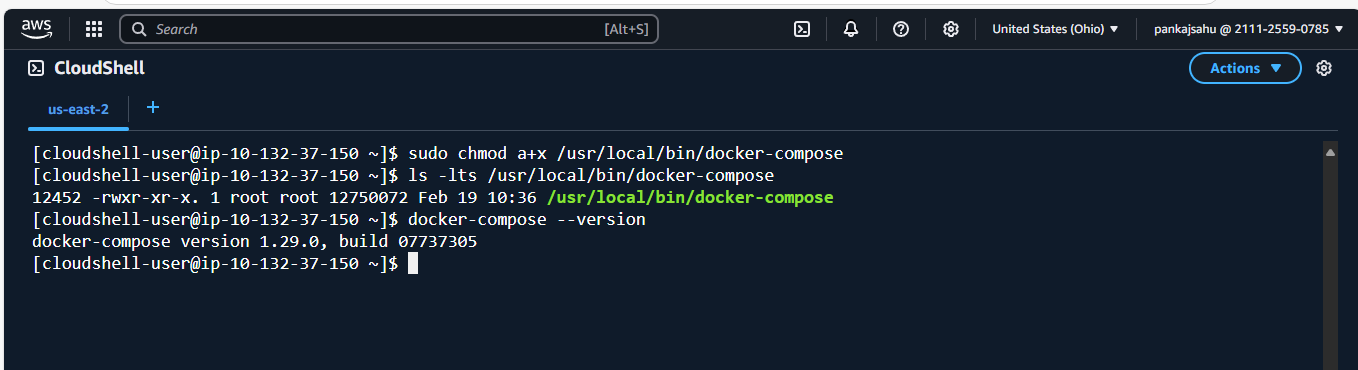 aws Search [Alt+S] United States (Ohio) pankajsahu @ 2111-2559-0785
CloudShell Actions
us-east-2 +
[cloudshell-user@ip-10-132-37-150 ~]$ sudo chmod a+x /usr/local/bin/docker-compose
[cloudshell-user@ip-10-132-37-150 ~]$ ls -lts /usr/local/bin/docker-compose
12452 -rwxr-xr-x. 1 root root 12750072 Feb 19 10:36 /usr/local/bin/docker-compose
[cloudshell-user@ip-10-132-37-150 ~]$ docker-compose --version
docker-compose version 1.29.0, build 07737305
[cloudshell-user@ip-10-132-37-150 ~]$